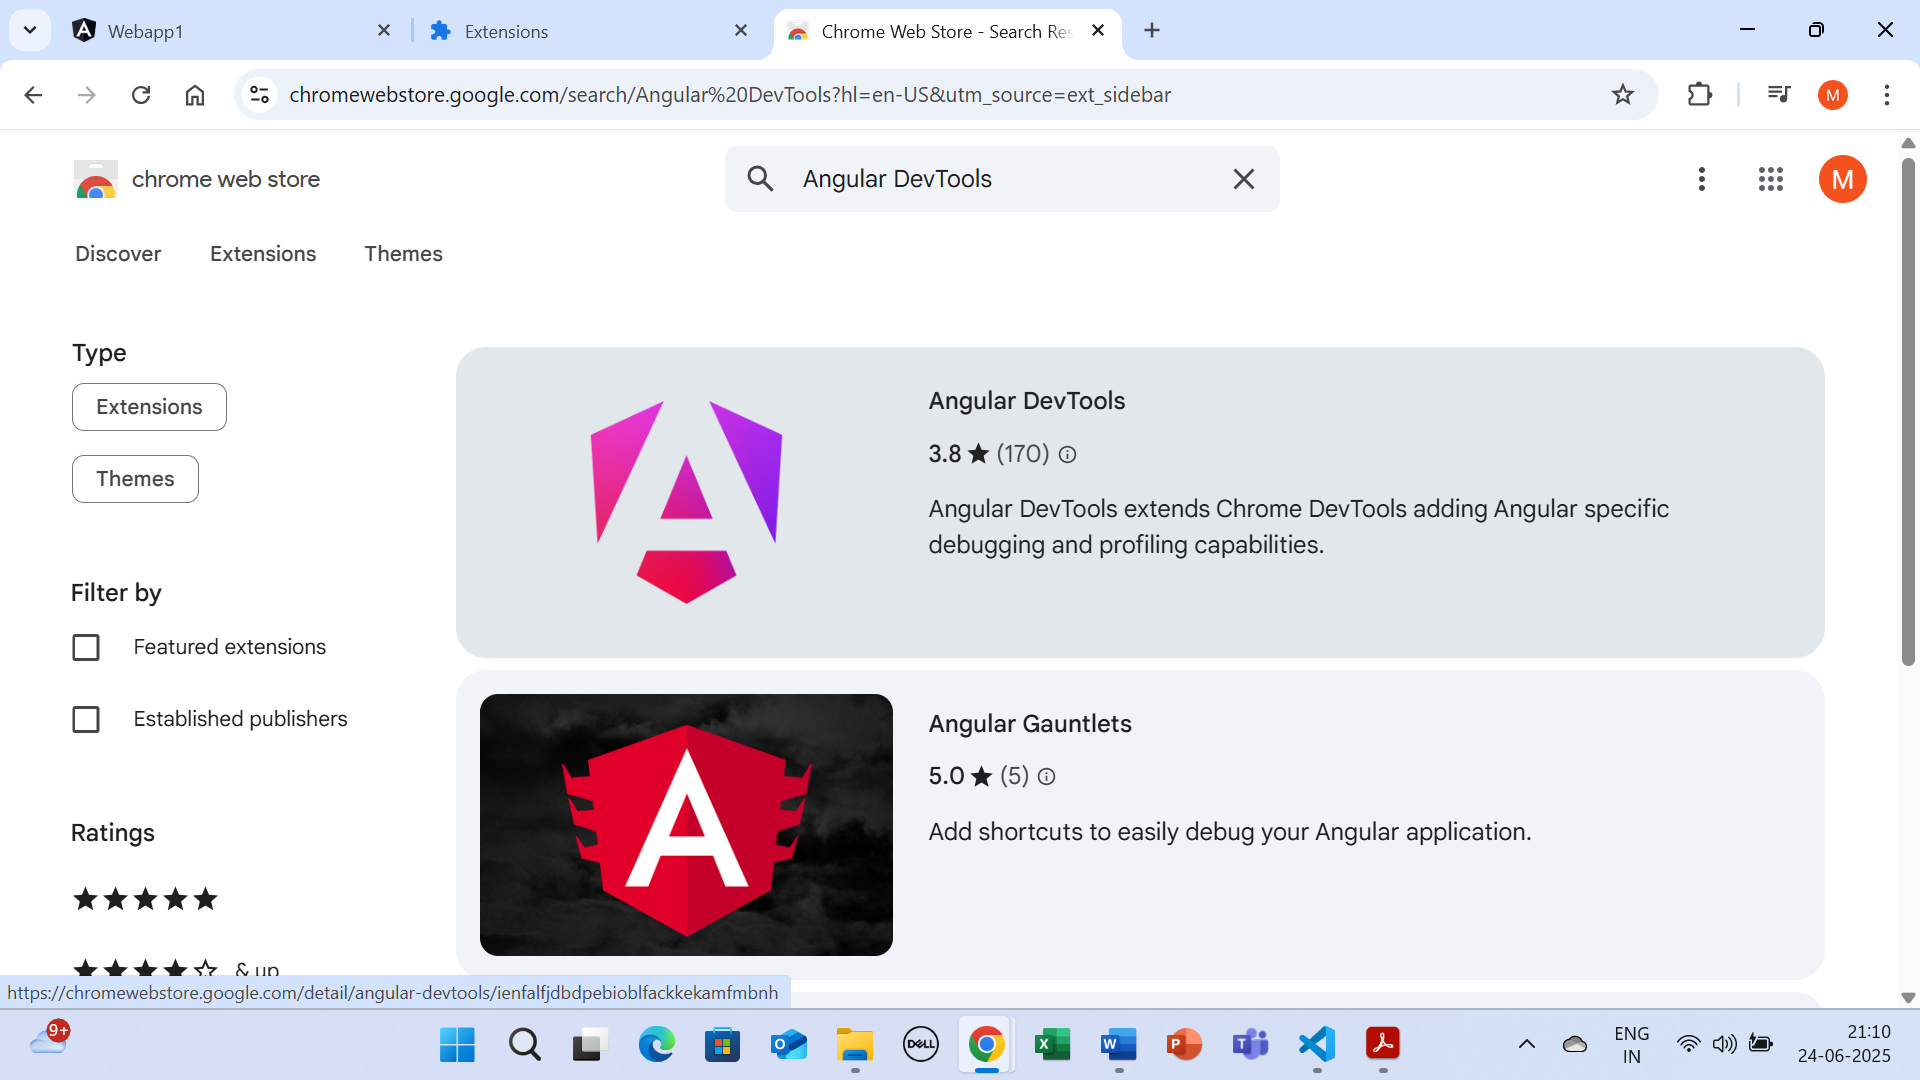 Webapp1
Extensions
Chrome Web Store - Search Res
chromewebstore.google.com/search/Angular%20DevTools?hl=en-US&utm_source=ext_sidebar
M
chrome web store
Angular DevTools
M
Discover
Extensions
Themes
Type
Extensions
Themes
Filter by
Featured extensions
Established publishers
Ratings
& up
Angular DevTools
3.8 ★ (170)
Angular DevTools extends Chrome DevTools adding Angular specific
debugging and profiling capabilities.
Angular Gauntlets
5.0 ★ (5)
Add shortcuts to easily debug your Angular application.
https://chromewebstore.google.com/detail/angular-devtools/ienfalfjdbdpebioblfackkekamfmbnh
9+
DELL
ENG
IN
21:10
24-06-2025